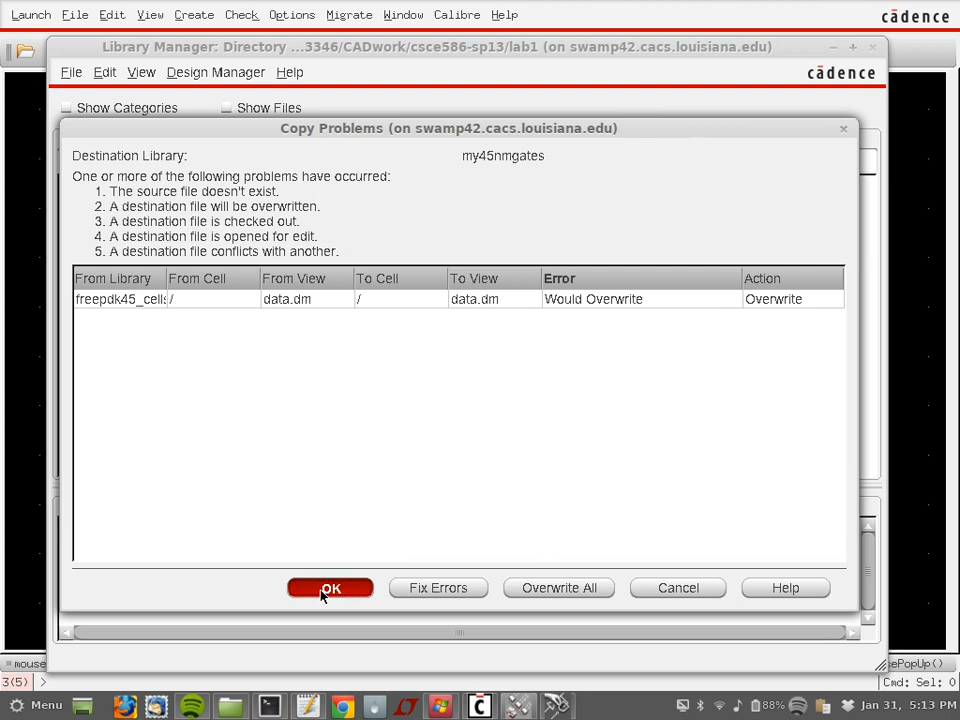 Launch File Edit View Create Check Options Migrate Window Calibre Help cādence
Library Manager: Directory ...3346/CADwork/csce586-sp13/lab1 (on swamp42.cacs.louisiana.edu)
File Edit View Design Manager Help cādence
Show Categories Show Files
Copy Problems (on swamp42.cacs.louisiana.edu)
Destination Library: my45nmgates
One or more of the following problems have occurred:
1. The source file doesn't exist.
2. A destination file will be overwritten.
3. A destination file is checked out.
4. A destination file is opened for edit.
5. A destination file conflicts with another.
From Library From Cell From View To Cell To View Error Action
freepdk45_cells / data.dm / data.dm Would Overwrite Overwrite
OK Fix Errors Overwrite All Cancel Help
mouse ePopUp()
3(5) > Cmd: Sel: 0
Menu 88% Jan 31, 5:13 PM